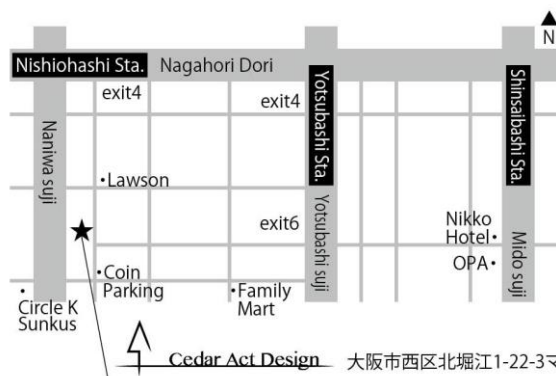 ▲
N
Nishiohashi Sta.
Nagahori Dori
exit4
exit4
Yotsubashi Sta.
Shinsaibashi Sta.
Naniwa suji
Lawson
exit6
Yotsubashi suji
Nikko
Hotel
Mido suji
OPA
Coin
Parking
Family
Mart
Circle K
Sunkus
Cedar Act Design 大阪市西区北堀江1-22-3マ